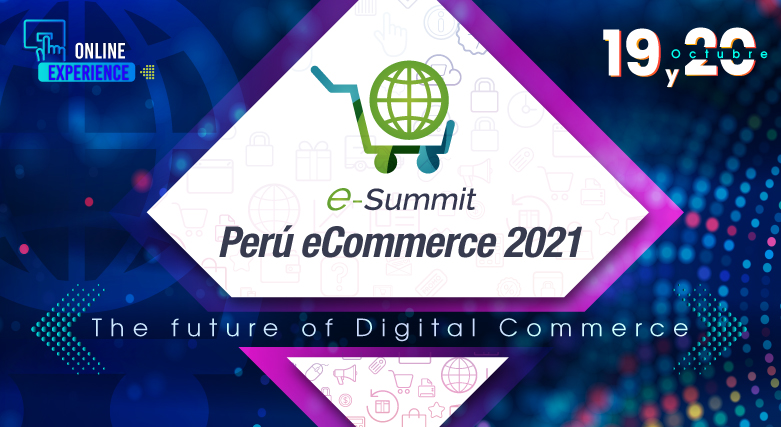 ONLINE
EXPERIENCE
19 y 20
Octubre
e-Summit
Perú eCommerce 2021
The future of Digital Commerce